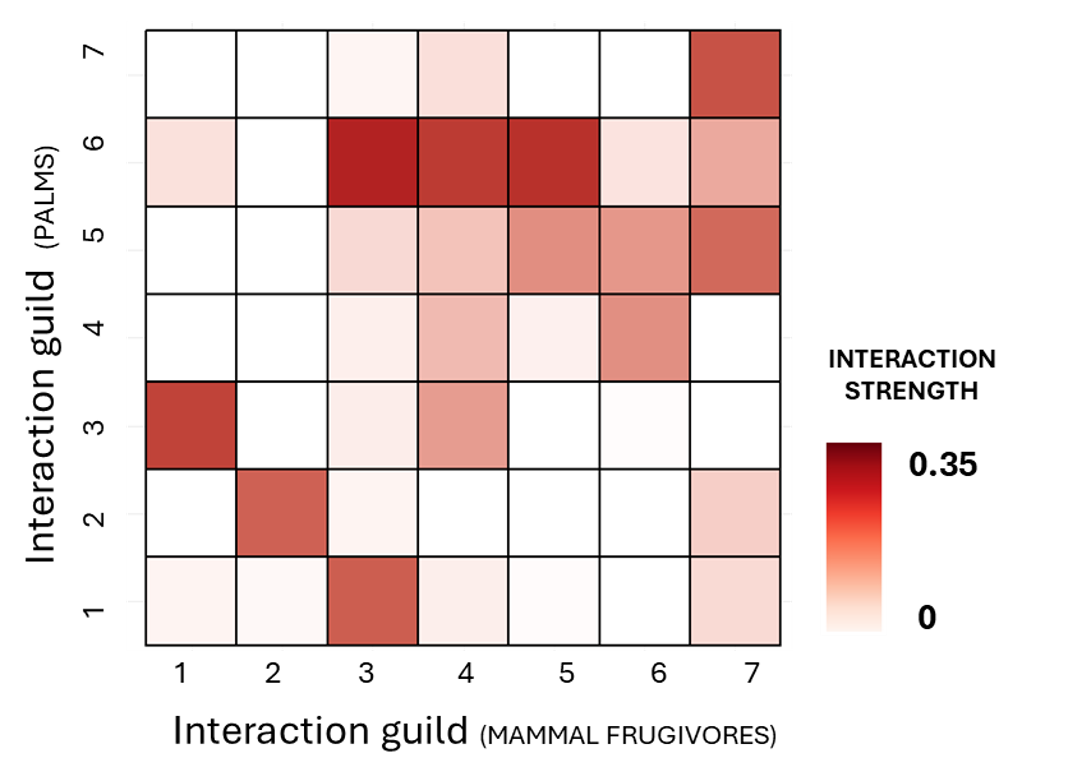 7
6
5
4
3
2
1
Interaction guild (PALMS)
1 2 3 4 5 6 7
Interaction guild (MAMMAL FRUGIVORES)
INTERACTION
STRENGTH
0.35
0